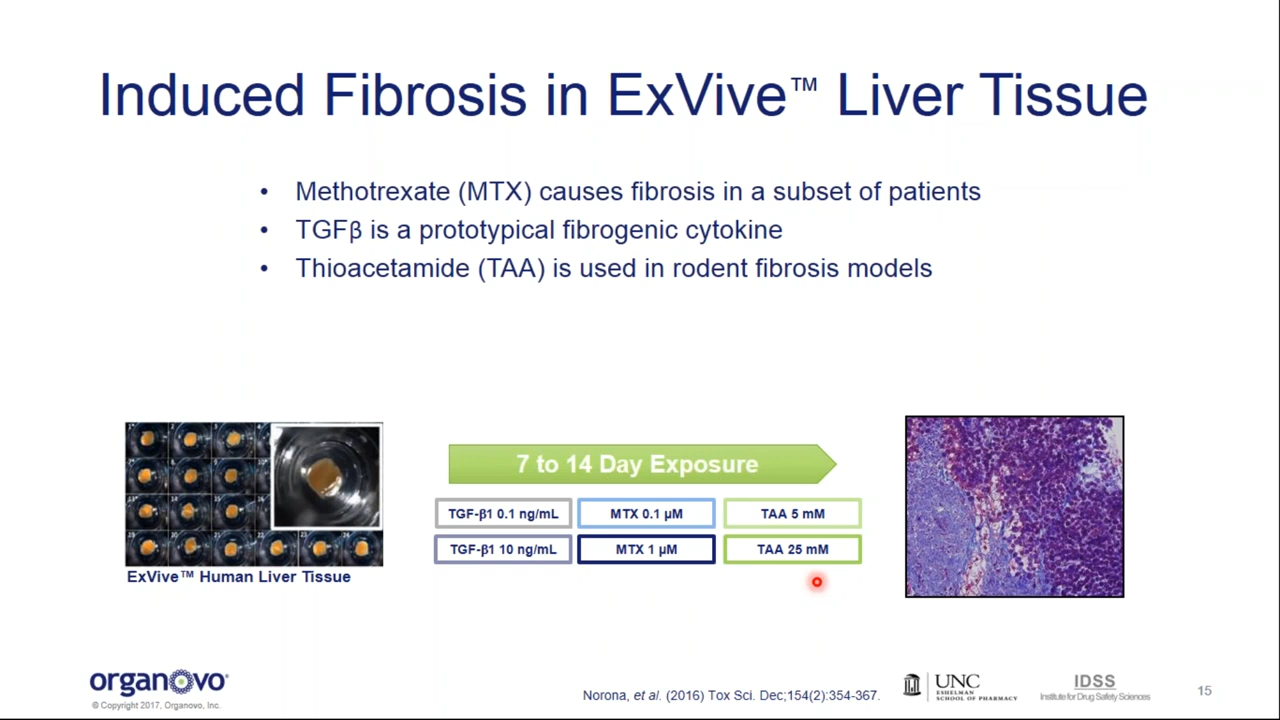 Induced Fibrosis in ExVive™ Liver Tissue
• Methotrexate (MTX) causes fibrosis in a subset of patients
• TGFβ is a prototypical fibrogenic cytokine
• Thioacetamide (TAA) is used in rodent fibrosis models
7 to 14 Day Exposure
TGF-β1 0.1 ng/mL MTX 0.1 µM TAA 5 mM
TGF-β1 10 ng/mL MTX 1 µM TAA 25 mM
ExVive™ Human Liver Tissue
organovo®
© Copyright 2017, Organovo, Inc.
Norona, et al. (2016) Tox Sci. Dec;154(2):354-367.
UNC
ESHELMAN
SCHOOL OF PHARMACY
IDSS
Institute for Drug Safety Sciences
15